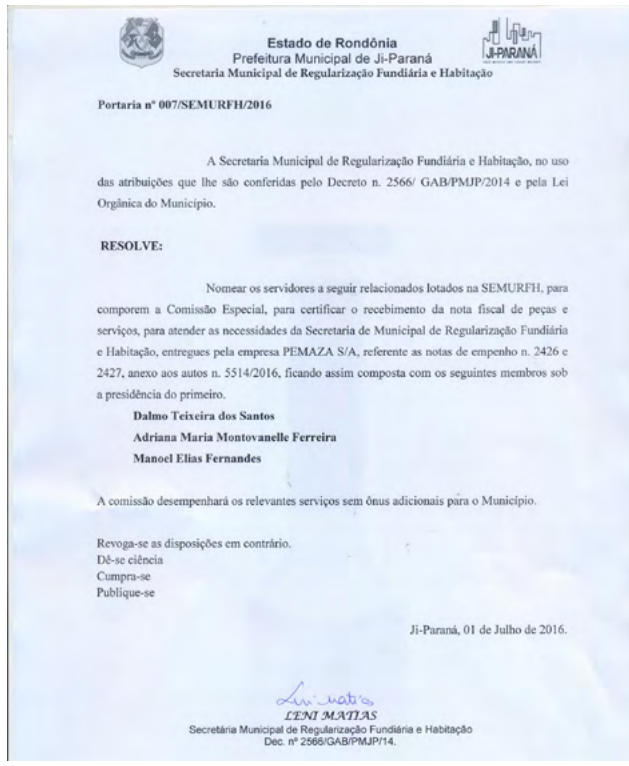 Estado de Rondônia
Prefeitura Municipal de Ji-Paraná
Secretaria Municipal de Regularização Fundiária e Habitação
JI-PARANÁ
Portaria nº 007/SEMURFH/2016
A Secretaria Municipal de Regularização Fundiária e Habitação, no uso
das atribuições que lhe são conferidas pelo Decreto n. 2566/ GAB/PMJP/2014 e pela Lei
Orgânica do Município.
RESOLVE:
Nomear os servidores a seguir relacionados lotados na SEMURFH, para
comporem a Comissão Especial, para certificar o recebimento da nota fiscal de peças e
serviços, para atender as necessidades da Secretaria de Municipal de Regularização Fundiária
e Habitação, entregues pela empresa PEMAZA S/A, referente as notas de empenho n. 2426 e
2427, anexo aos autos n. 5514/2016, ficando assim composta com os seguintes membros sob
a presidência do primeiro.
Dalmo Teixeira dos Santos
Adriana Maria Montovanelle Ferreira
Manoel Elias Fernandes
A comissão desempenhará os relevantes serviços sem ônus adicionais para o Município.
Revoga-se as disposições em contrário.
Dê-se ciência
Cumpra-se
Publique-se
Ji-Paraná, 01 de Julho de 2016.
Leni Matias
LENI MATIAS
Secretária Municipal de Regularização Fundiária e Habitação
Dec. nº 2566/GAB/PMJP/14.